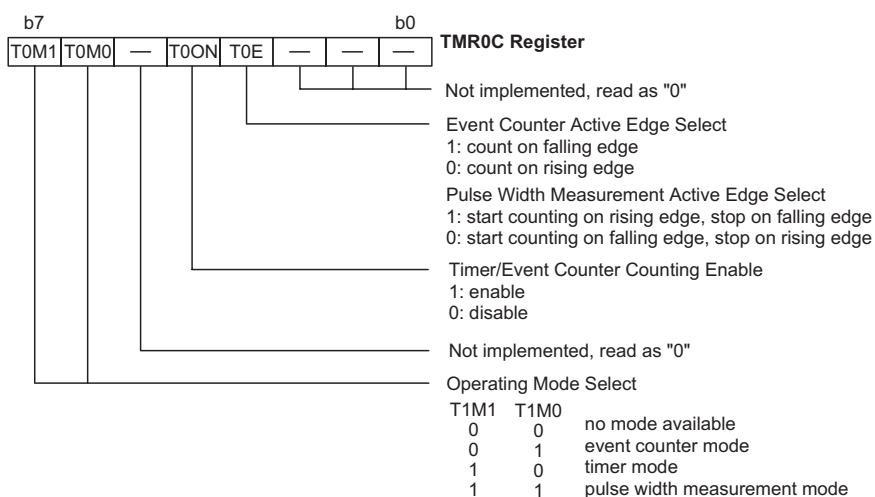 b7 b0
T0M1 T0M0 — T0ON T0E — — —
TMR0C Register
Not implemented, read as "0"
Event Counter Active Edge Select
1: count on falling edge
0: count on rising edge
Pulse Width Measurement Active Edge Select
1: start counting on rising edge, stop on falling edge
0: start counting on falling edge, stop on rising edge
Timer/Event Counter Counting Enable
1: enable
0: disable
Not implemented, read as "0"
Operating Mode Select
T1M1 T1M0
0 0 no mode available
0 1 event counter mode
1 0 timer mode
1 1 pulse width measurement mode